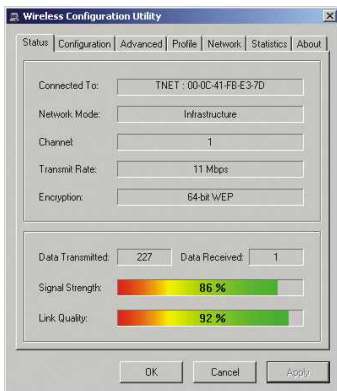 Wireless Configuration Utility
Status Configuration Advanced Profile Network Statistics About
Connected To: TNET : 00-0C-41-FB-E3-7D
Network Mode: Infrastructure
Channel: 1
Transmit Rate: 11 Mbps
Encryption: 64-bit WEP
Data Transmitted: 227 Data Received: 1
Signal Strength: 86 %
Link Quality: 92 %
OK Cancel Apply